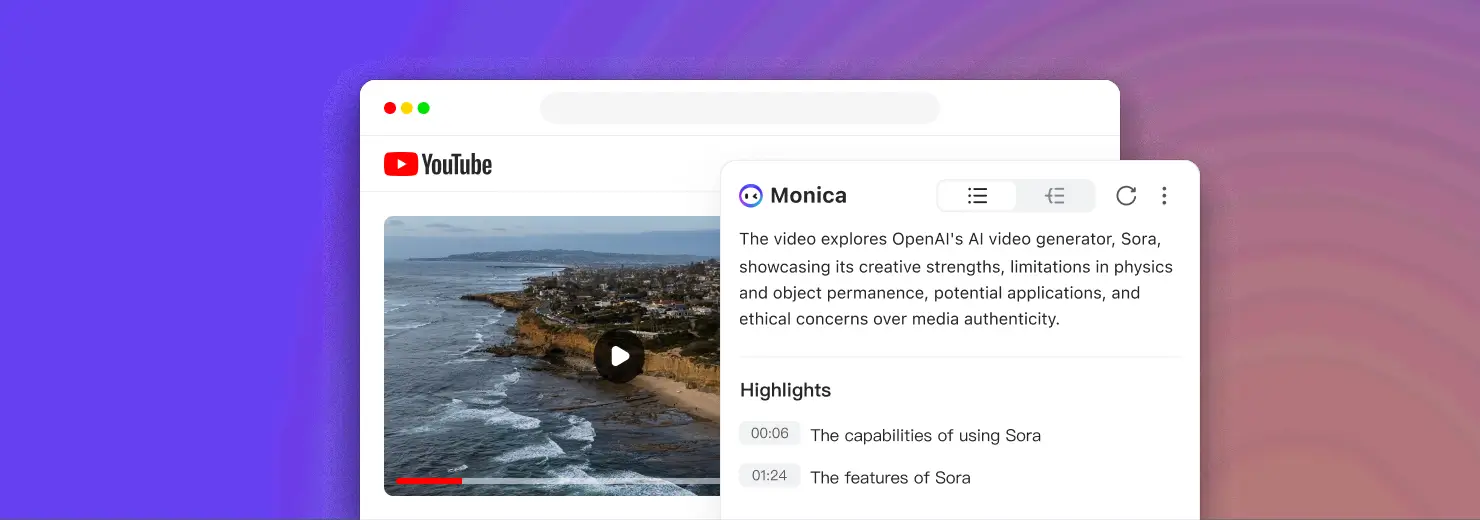 YouTube
Monica
The video explores OpenAI's AI video generator, Sora,
showcasing its creative strengths, limitations in physics
and object permanence, potential applications, and
ethical concerns over media authenticity.
Highlights
00:06 The capabilities of using Sora
01:24 The features of Sora